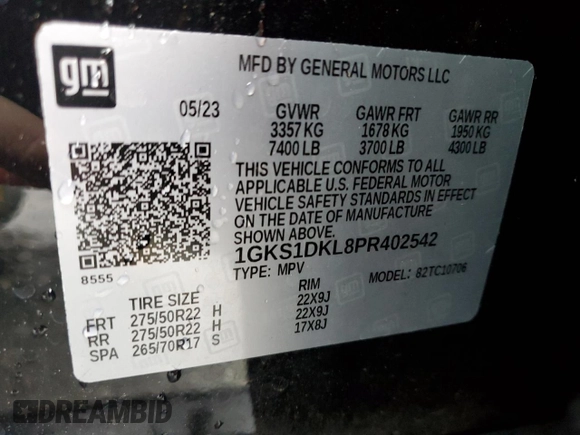 gm
MFD BY GENERAL MOTORS LLC
05/23 GVWR GAWR FRT GAWR RR
3357 KG 1678 KG 1950 KG
7400 LB 3700 LB 4300 LB
THIS VEHICLE CONFORMS TO ALL
APPLICABLE U.S. FEDERAL MOTOR
VEHICLE SAFETY STANDARDS IN EFFECT
ON THE DATE OF MANUFACTURE
SHOWN ABOVE.
1GKS1DKL8PR402542
8555 TYPE: MPV MODEL: 82TC10706
TIRE SIZE RIM
FRT 275/50R22 H 22X9J
RR 275/50R22 H 22X9J
SPA 265/70R17 S 17X8J
DREAMBID